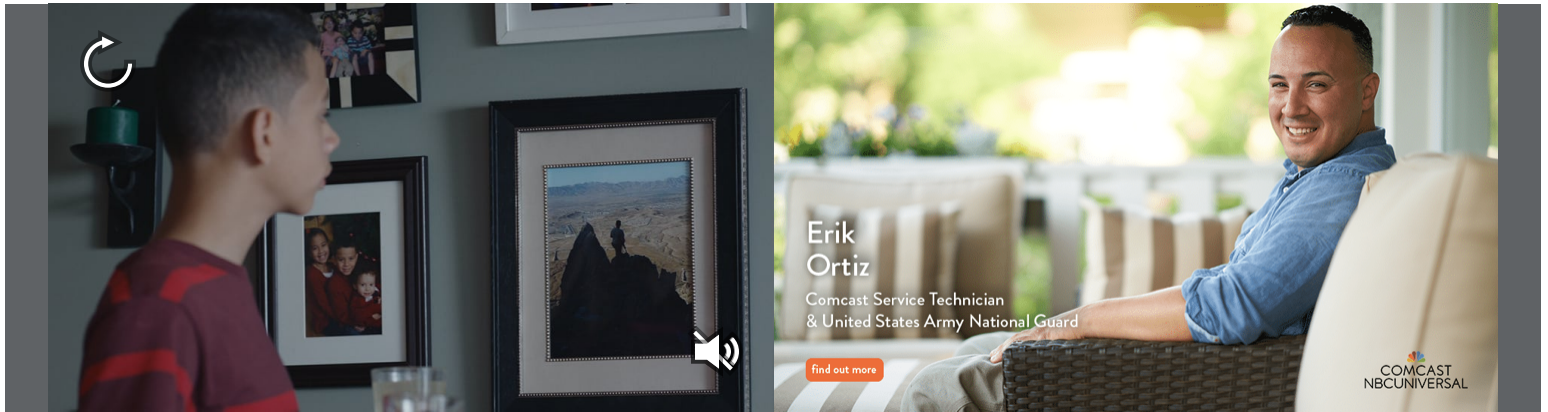 Erik
Ortiz
Comcast Service Technician
& United States Army National Guard
find out more
COMCAST
NBCUNIVERSAL